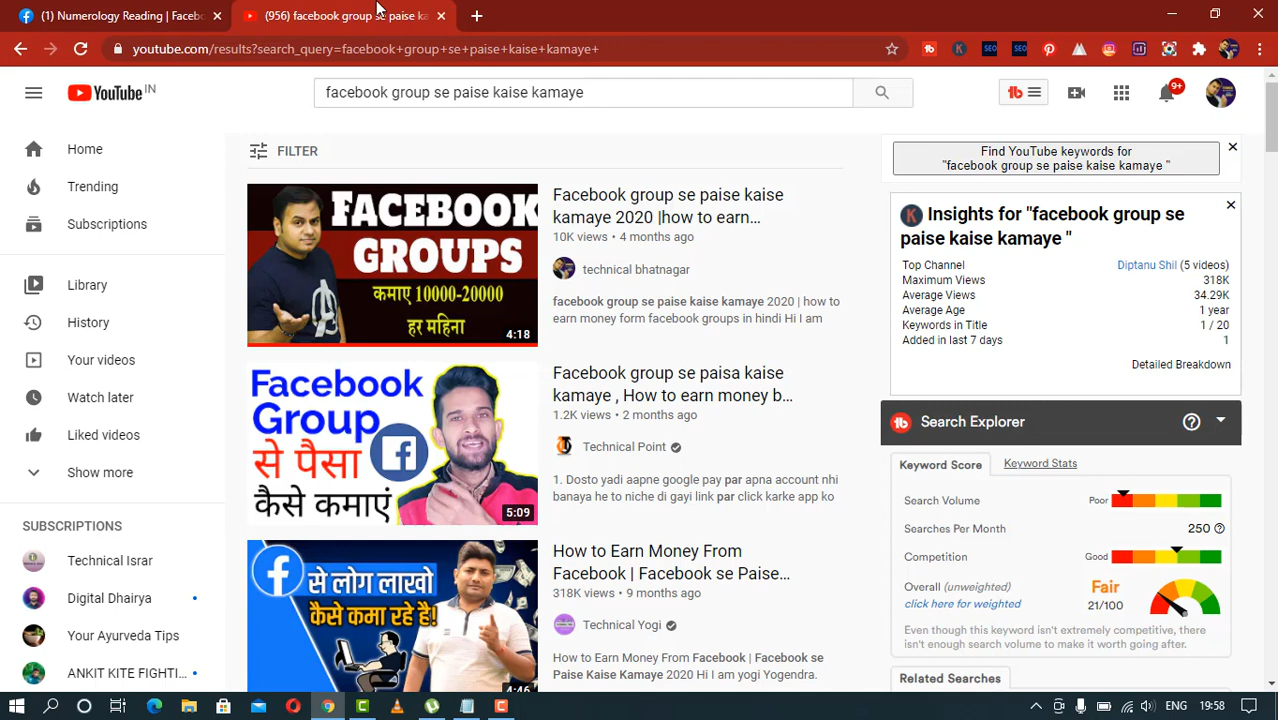 (1) Numerology Reading | Faceb
(956) facebook group se paise ka
youtube.com/results?search_query=facebook+group+se+paise+kaise+kamaye+
YouTube IN
facebook group se paise kaise kamaye
9+
Home
Trending
Subscriptions
Library
History
Your videos
Watch later
Liked videos
Show more
SUBSCRIPTIONS
Technical Israr
Digital Dhairya
Your Ayurveda Tips
ANKIT KITE FIGHTI...
FILTER
FACEBOOK
GROUPS
कमाए 10000-20000
हर महिना
4:18
Facebook group se paise kaise
kamaye 2020 |how to earn...
10K views • 4 months ago
technical bhatnagar
facebook group se paise kaise kamaye 2020 | how to
earn money form facebook groups in hindi Hi I am
Facebook
Group
से पैसा
कैसे कमाएं
5:09
Facebook group se paisa kaise
kamaye , How to earn money b...
1.2K views • 2 months ago
Technical Point
1. Dosto yadi aapne google pay par apna account nhi
banaya he to niche di gayi link par click karke app ko
से लोग लाखो
कैसे कमा रहे है!
4:46
How to Earn Money From
Facebook | Facebook se Paise...
318K views • 9 months ago
Technical Yogi
How to Earn Money From Facebook | Facebook se
Paise Kaise Kamaye 2020 Hi I am yogi Yogendra.
Find YouTube keywords for
"facebook group se paise kaise kamaye "
K Insights for "facebook group se
paise kaise kamaye "
Top Channel Diptanu Shil (5 videos)
Maximum Views 318K
Average Views 34.29K
Average Age 1 year
Keywords in Title 1 / 20
Added in last 7 days 1
Detailed Breakdown
tb Search Explorer
Keyword Score Keyword Stats
Search Volume Poor
Searches Per Month 250
Competition Good
Overall (unweighted) Fair
click here for weighted 21/100
Even though this keyword isn't extremely competitive, there
isn't enough search volume to make it worth going after.
Related Searches
ENG 19:58